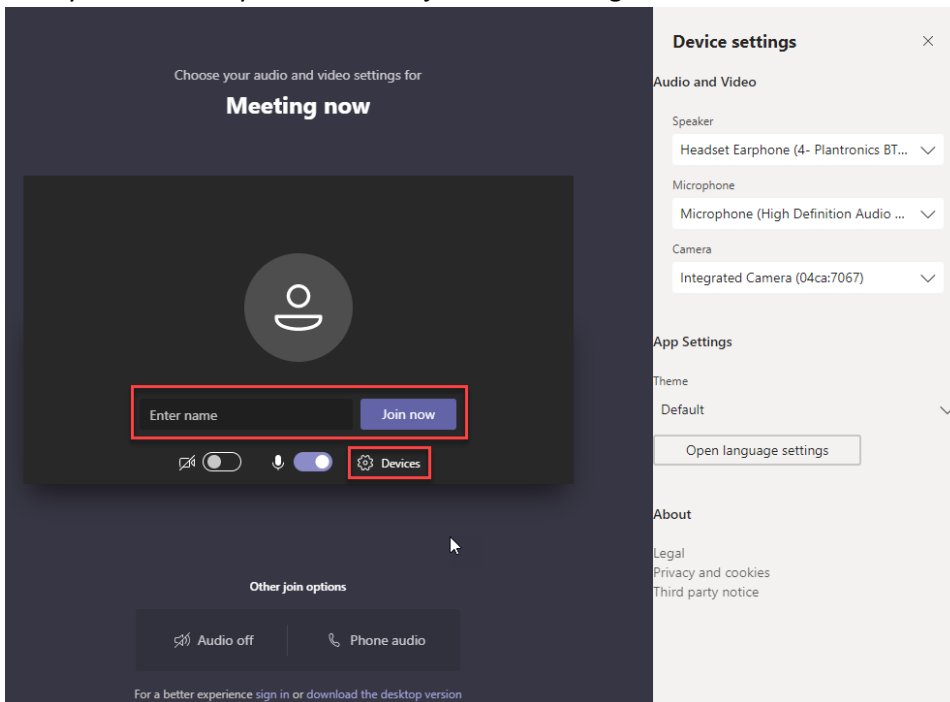 Choose your audio and video settings for
Meeting now
Enter name
Join now
Devices
Other join options
Audio off
Phone audio
For a better experience sign in or download the desktop version
Device settings
Audio and Video
Speaker
Headset Earphone (4- Plantronics BT...
Microphone
Microphone (High Definition Audio ...
Camera
Integrated Camera (04ca:7067)
App Settings
Theme
Default
Open language settings
About
Legal
Privacy and cookies
Third party notice